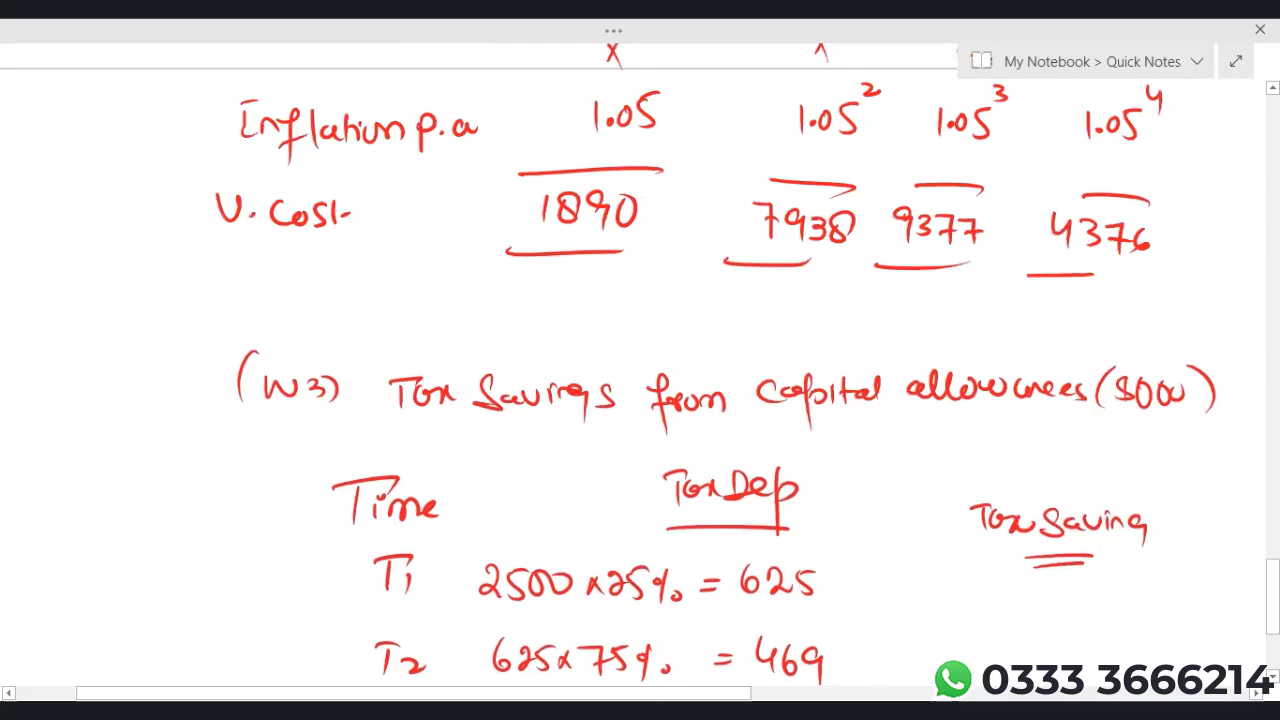 My Notebook > Quick Notes
x ^
Inflation p.a 1.05 1.05² 1.05³ 1.05⁴
V. Cost 1890 7938 9377 4376
(W3) Tax Savings from Capital allowances ($000)
Time Tax Dep Tax Saving
T1 2500 x 25% = 625
T2 625 x 75% = 469
0333 3666214